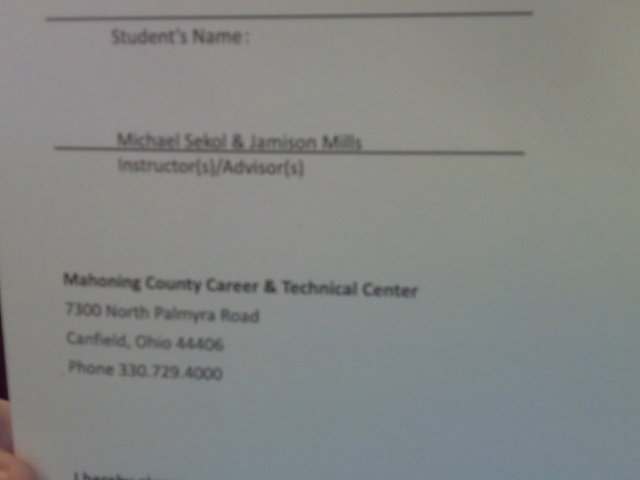 Student's Name:
Michael Sekol & Jamison Mills
Instructor(s)/Advisor(s)
Mahoning County Career & Technical Center
7300 North Palmyra Road
Canfield, Ohio 44406
Phone 330.729.4000
I hereby